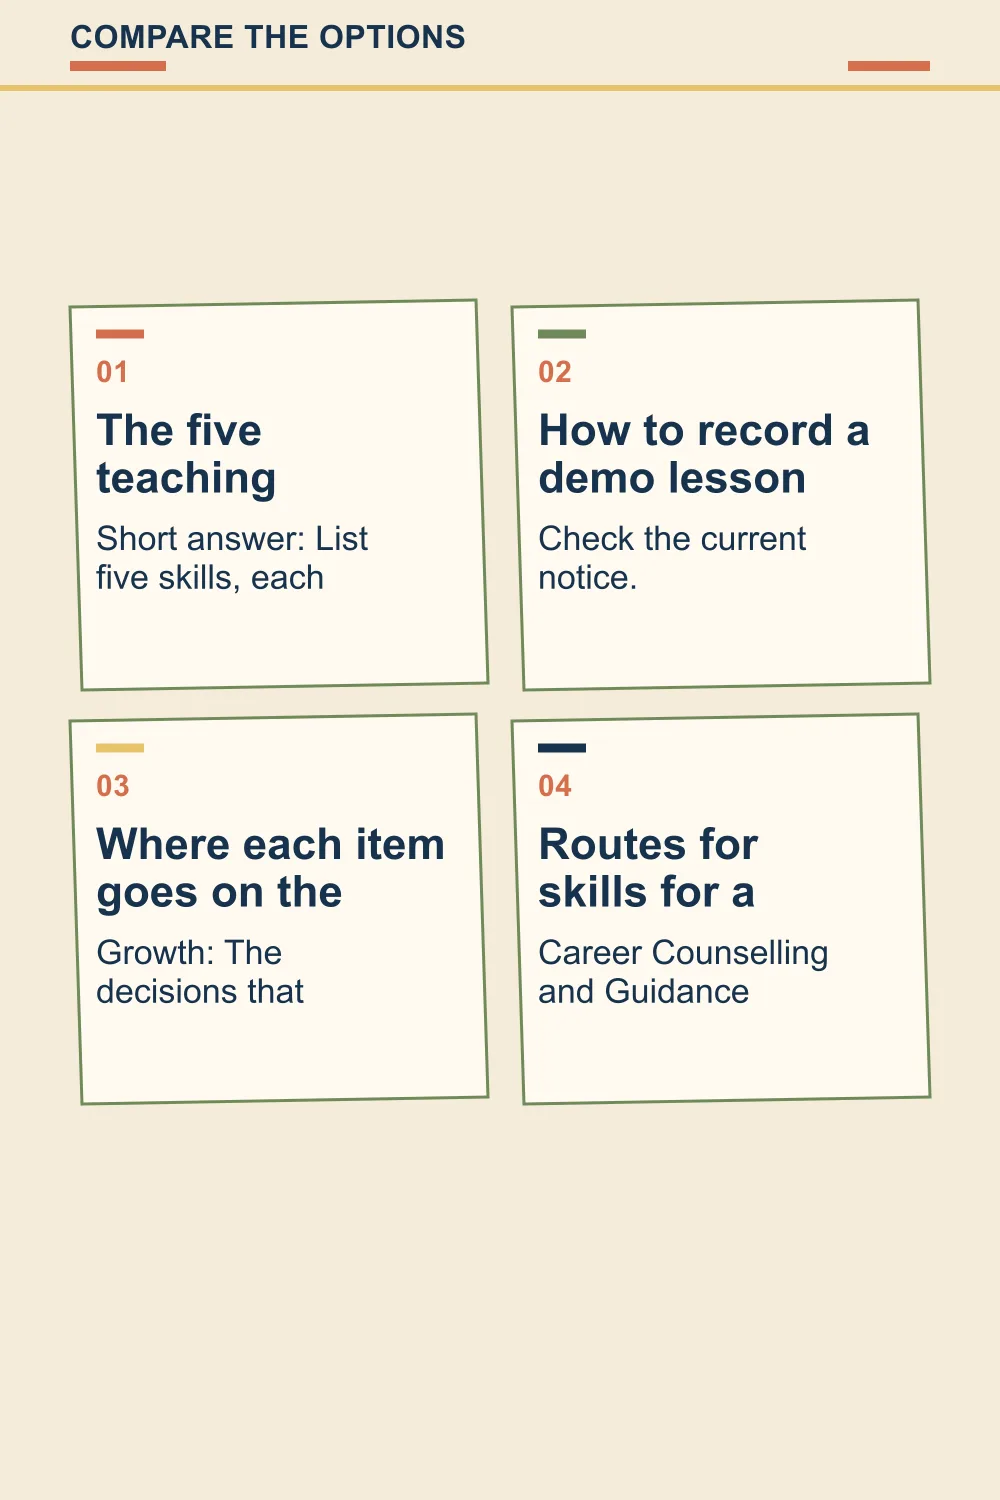 COMPARE THE OPTIONS
01
The five
teaching
Short answer: List
five skills, each
02
How to record a
demo lesson
Check the current
notice.
03
Where each item
goes on the
Growth: The
decisions that
04
Routes for
skills for a
Career Counselling
and Guidance